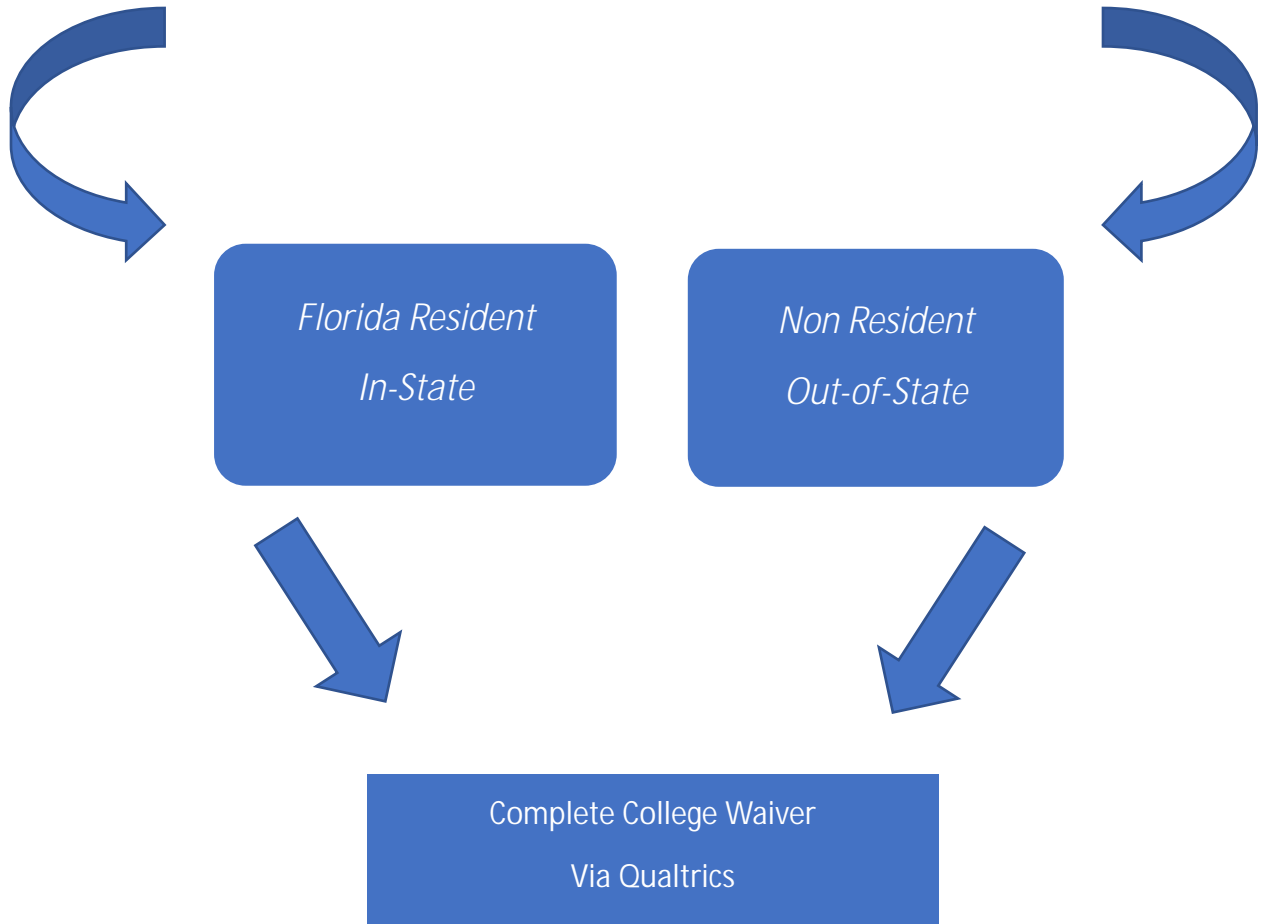 Florida Resident
In-State
Non Resident
Out-of-State
Complete College Waiver
Via Qualtrics